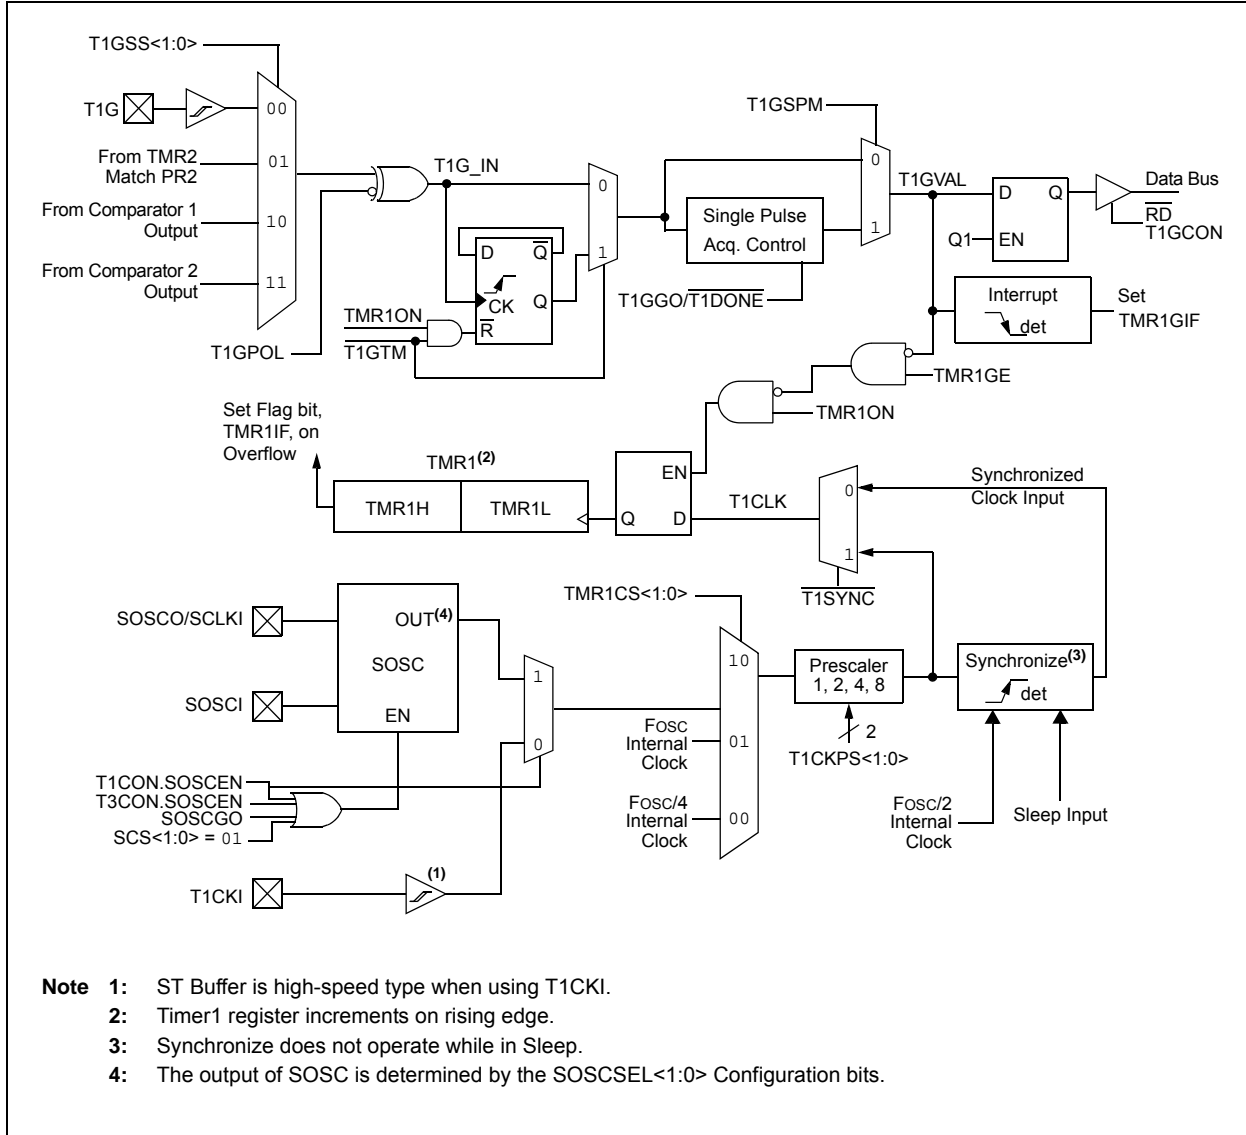 T1GSS<1:0>
T1G
00
From TMR2
Match PR2
01
From Comparator 1
Output
10
From Comparator 2
Output
11
T1GPOL
T1G_IN
0
1
D
Q
CK
Q
R
TMR1ON
T1GTM
T1GSPM
0
1
Single Pulse
Acq. Control
T1GGO/T1DONE
T1GVAL
D
Q
Q1
EN
Data Bus
RD
T1GCON
Interrupt
det
Set
TMR1GIF
TMR1GE
TMR1ON
Set Flag bit,
TMR1IF, on
Overflow
TMR1(2)
TMR1H
TMR1L
EN
Q
D
T1CLK
0
1
T1SYNC
Synchronized
Clock Input
SOSCO/SCLKI
OUT(4)
SOSC
SOSCI
EN
1
0
T1CON.SOSCEN
T3CON.SOSCEN
SOSCGO
SCS<1:0> = 01
T1CKI
(1)
TMR1CS<1:0>
10
FOSC
Internal
Clock
01
FOSC/4
Internal
Clock
00
Prescaler
1, 2, 4, 8
2
T1CKPS<1:0>
Synchronize(3)
det
FOSC/2
Internal
Clock
Sleep Input
Note 1: ST Buffer is high-speed type when using T1CKI.
2: Timer1 register increments on rising edge.
3: Synchronize does not operate while in Sleep.
4: The output of SOSC is determined by the SOSCSEL<1:0> Configuration bits.